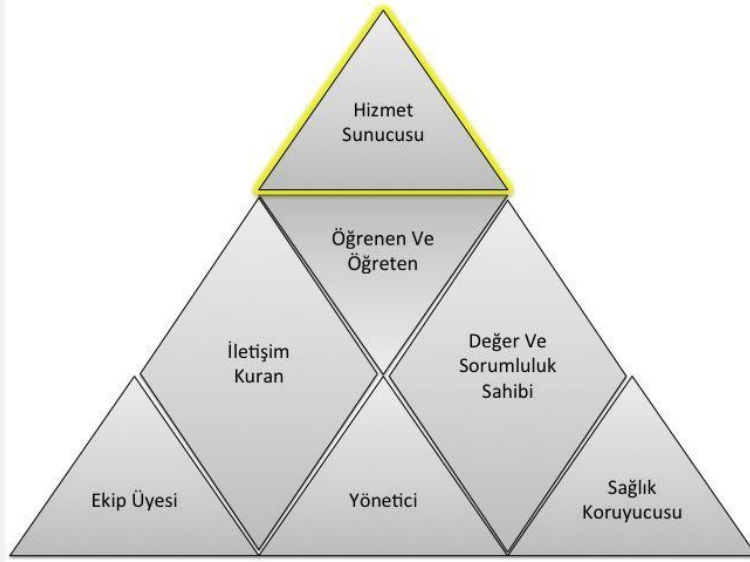 Hizmet
Sunucusu
Öğrenen Ve
Öğreten
İletişim
Kuran
Değer Ve
Sorumluluk
Sahibi
Ekip Üyesi
Yönetici
Sağlık
Koruyucusu